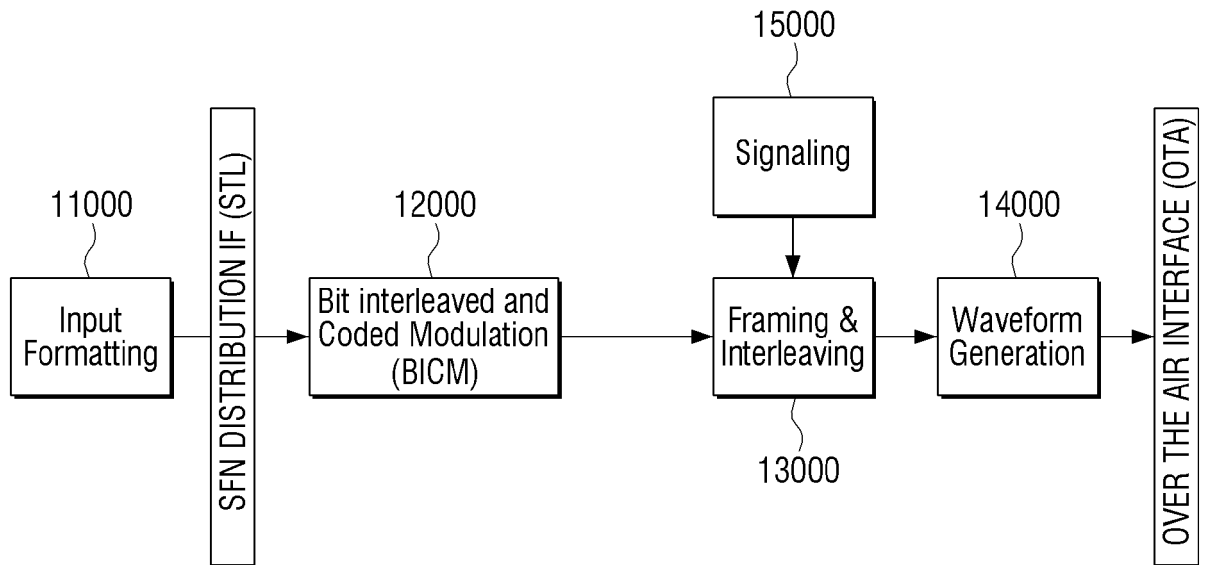 15000
Signaling
11000
Input
Formatting
SFN DISTRIBUTION IF (STL)
12000
Bit interleaved and
Coded Modulation
(BICM)
Framing &
Interleaving
13000
14000
Waveform
Generation
OVER THE AIR INTERFACE (OTA)